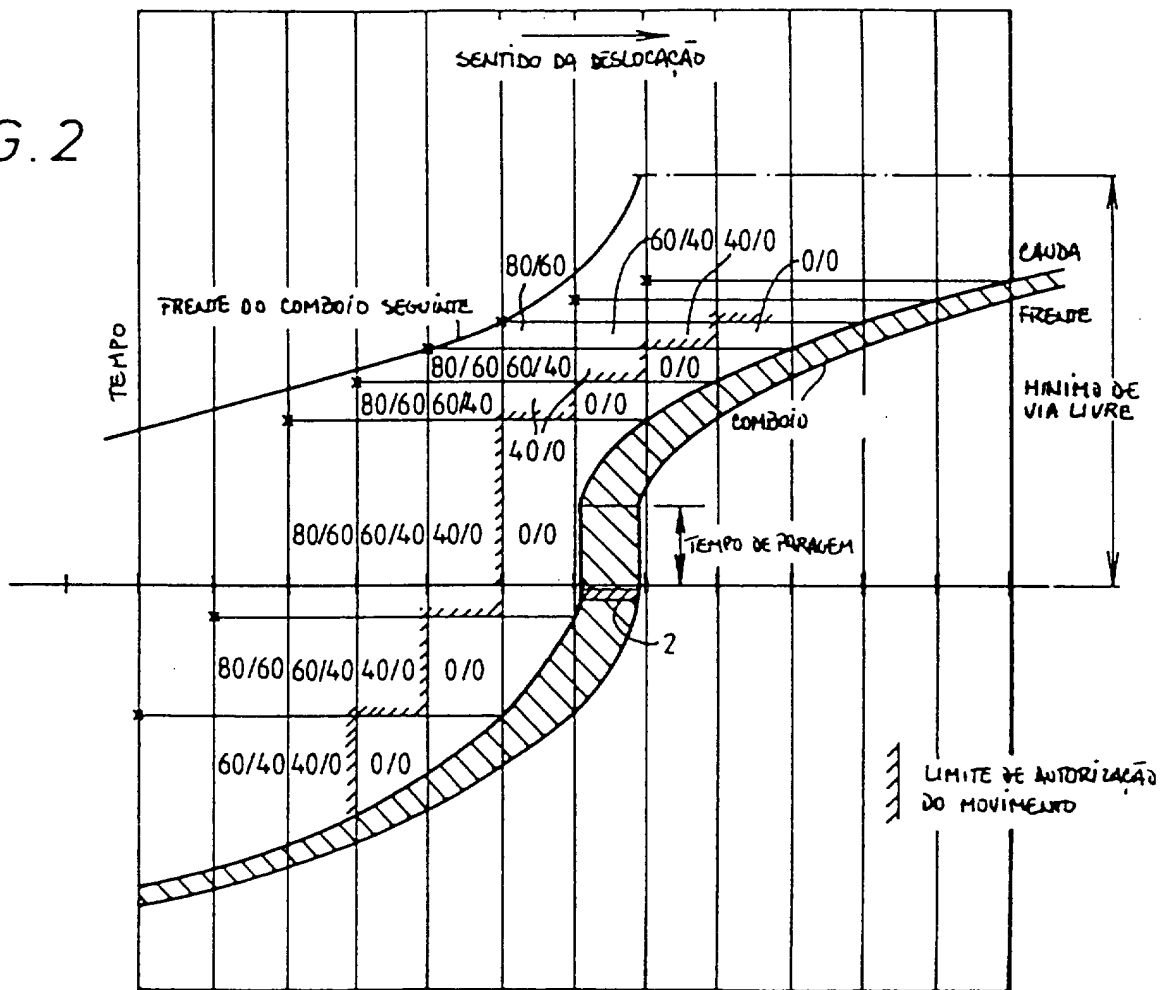 SENTIDO DA DESLOCAÇÃO
G.2
60/40 40/0
0/0
80/60
CAUDA
FRENTE DO COMBOIO SEGUINTE
FRENTE
TEMPO
80/60 60/40 0/0
MINIMO DE
VIA LIVRE
80/60 60/40 0/0
COMBOIO
40/0
80/60 60/40 40/0 0/0
TEMPO DE PARAGEM
2
80/60 60/40 40/0 0/0
60/40 40/0 0/0
LIMITE DE AUTORIZAÇÃO
DO MOVIMENTO